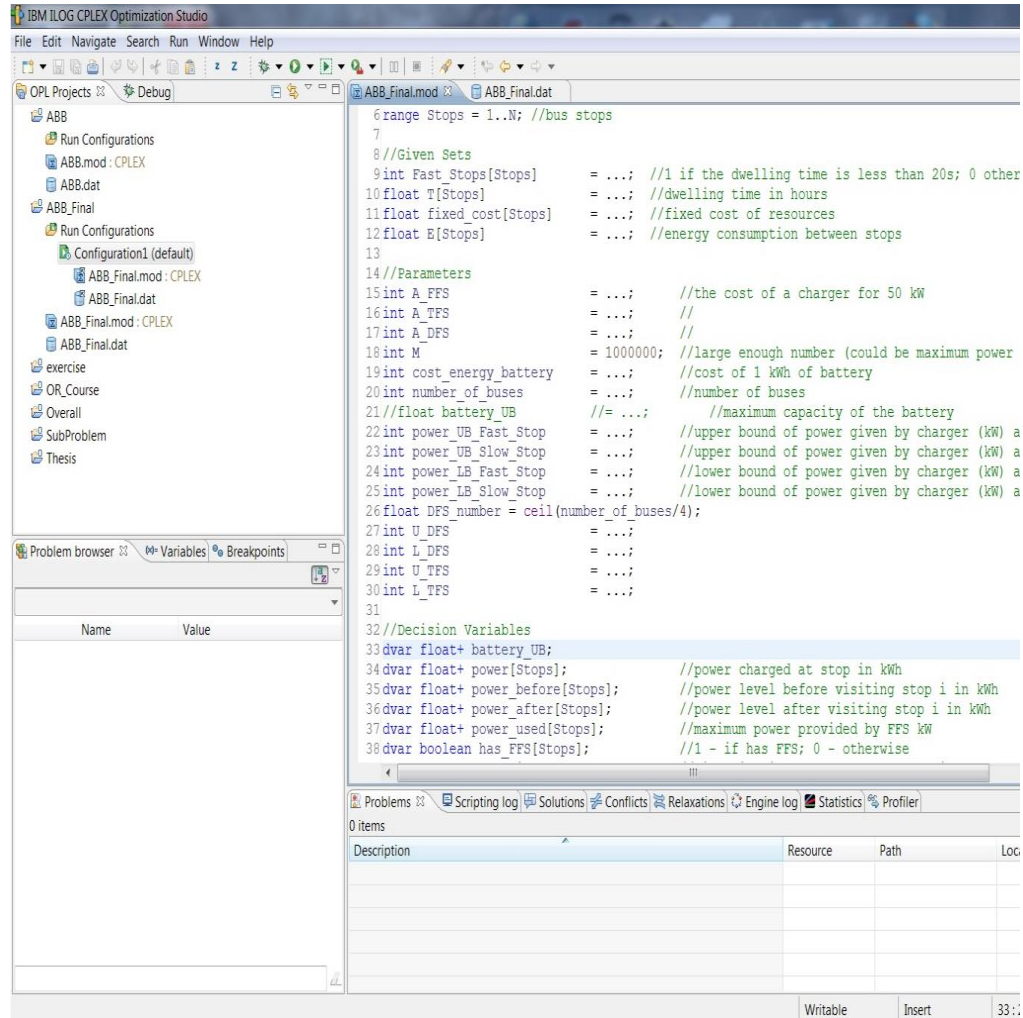 IBM ILOG CPLEX Optimization Studio
File Edit Navigate Search Run Window Help
OPL Projects Debug
ABB
Run Configurations
ABB.mod : CPLEX
ABB.dat
ABB_Final
Run Configurations
Configuration1 (default)
ABB_Final.mod : CPLEX
ABB_Final.dat
ABB_Final.mod : CPLEX
ABB_Final.dat
exercise
OR_Course
Overall
SubProblem
Thesis
Problem browser Variables Breakpoints
Name Value
ABB_Final.mod ABB_Final.dat
6 range Stops = 1..N; //bus stops
7
8 //Given Sets
9 int Fast_Stops[Stops] = ...; //1 if the dwelling time is less than 20s; 0 other
10 float T[Stops] = ...; //dwelling time in hours
11 float fixed_cost[Stops] = ...; //fixed cost of resources
12 float E[Stops] = ...; //energy consumption between stops
13
14 //Parameters
15 int A_FFS = ...; //the cost of a charger for 50 kW
16 int A_TFS = ...; //
17 int A_DFS = ...; //
18 int M = 1000000; //large enough number (could be maximum power
19 int cost_energy_battery = ...; //cost of 1 kWh of battery
20 int number_of_buses = ...; //number of buses
21 //float battery_UB //= ...; //maximum capacity of the battery
22 int power_UB_Fast_Stop = ...; //upper bound of power given by charger (kW) a
23 int power_UB_Slow_Stop = ...; //upper bound of power given by charger (kW) a
24 int power_LB_Fast_Stop = ...; //lower bound of power given by charger (kW) a
25 int power_LB_Slow_Stop = ...; //lower bound of power given by charger (kW) a
26 float DFS_number = ceil(number_of_buses/4);
27 int U_DFS = ...;
28 int L_DFS = ...;
29 int U_TFS = ...;
30 int L_TFS = ...;
31
32 //Decision Variables
33 dvar float+ battery_UB;
34 dvar float+ power[Stops]; //power charged at stop in kWh
35 dvar float+ power_before[Stops]; //power level before visiting stop i in kWh
36 dvar float+ power_after[Stops]; //power level after visiting stop i in kWh
37 dvar float+ power_used[Stops]; //maximum power provided by FFS kW
38 dvar boolean has_FFS[Stops]; //1 - if has FFS; 0 - otherwise
Problems Scripting log Solutions Conflicts Relaxations Engine log Statistics Profiler
0 items
Description Resource Path Loca
Writable Insert 33 : 2